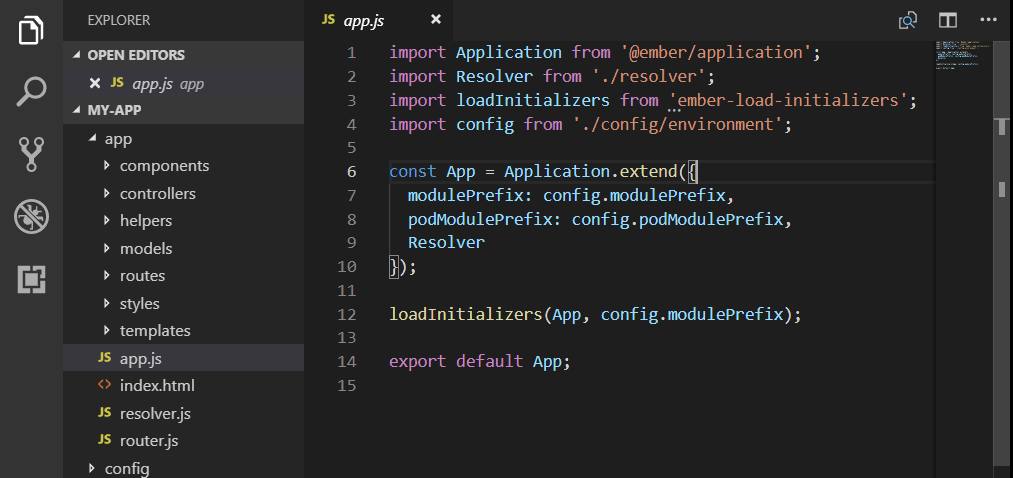 EXPLORER
OPEN EDITORS
JS app.js app
MY-APP
app
components
controllers
helpers
models
routes
styles
templates
JS app.js
<> index.html
JS resolver.js
JS router.js
config
JS app.js
1 import Application from '@ember/application';
2 import Resolver from './resolver';
3 import loadInitializers from 'ember-load-initializers';
4 import config from './config/environment';
5
6 const App = Application.extend({
7 modulePrefix: config.modulePrefix,
8 podModulePrefix: config.podModulePrefix,
9 Resolver
10 });
11
12 loadInitializers(App, config.modulePrefix);
13
14 export default App;
15